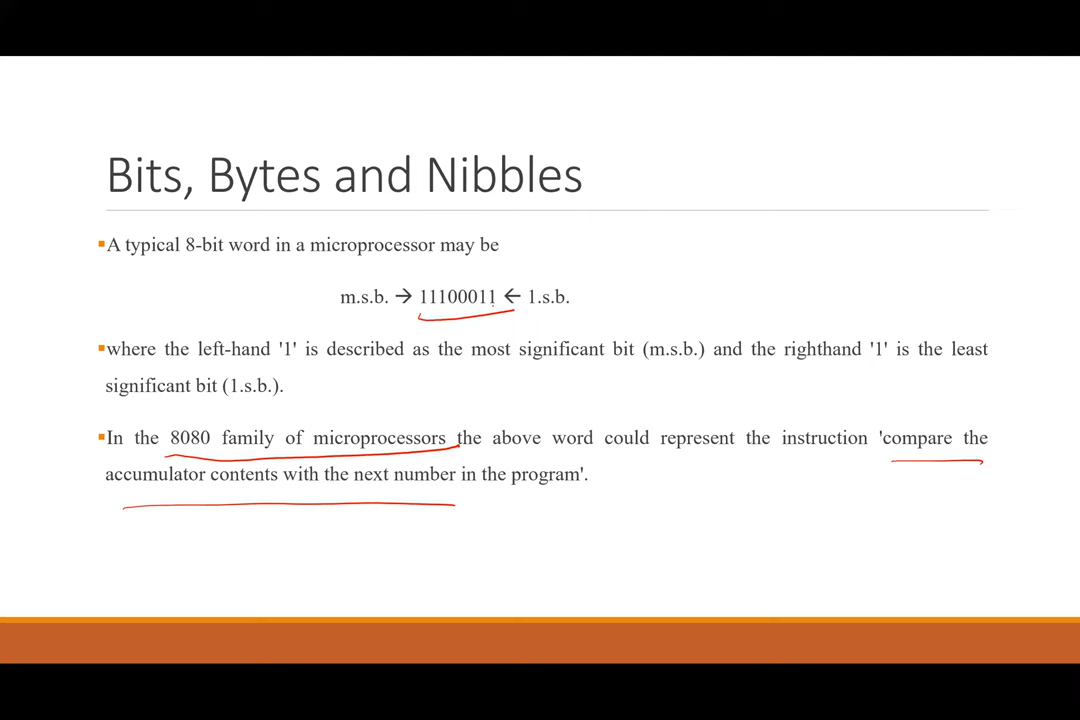 Bits, Bytes and Nibbles
▪A typical 8-bit word in a microprocessor may be
m.s.b. → 11100011 ← 1.s.b.
▪where the left-hand '1' is described as the most significant bit (m.s.b.) and the righthand '1' is the least
significant bit (1.s.b.).
▪In the 8080 family of microprocessors the above word could represent the instruction 'compare the
accumulator contents with the next number in the program'.